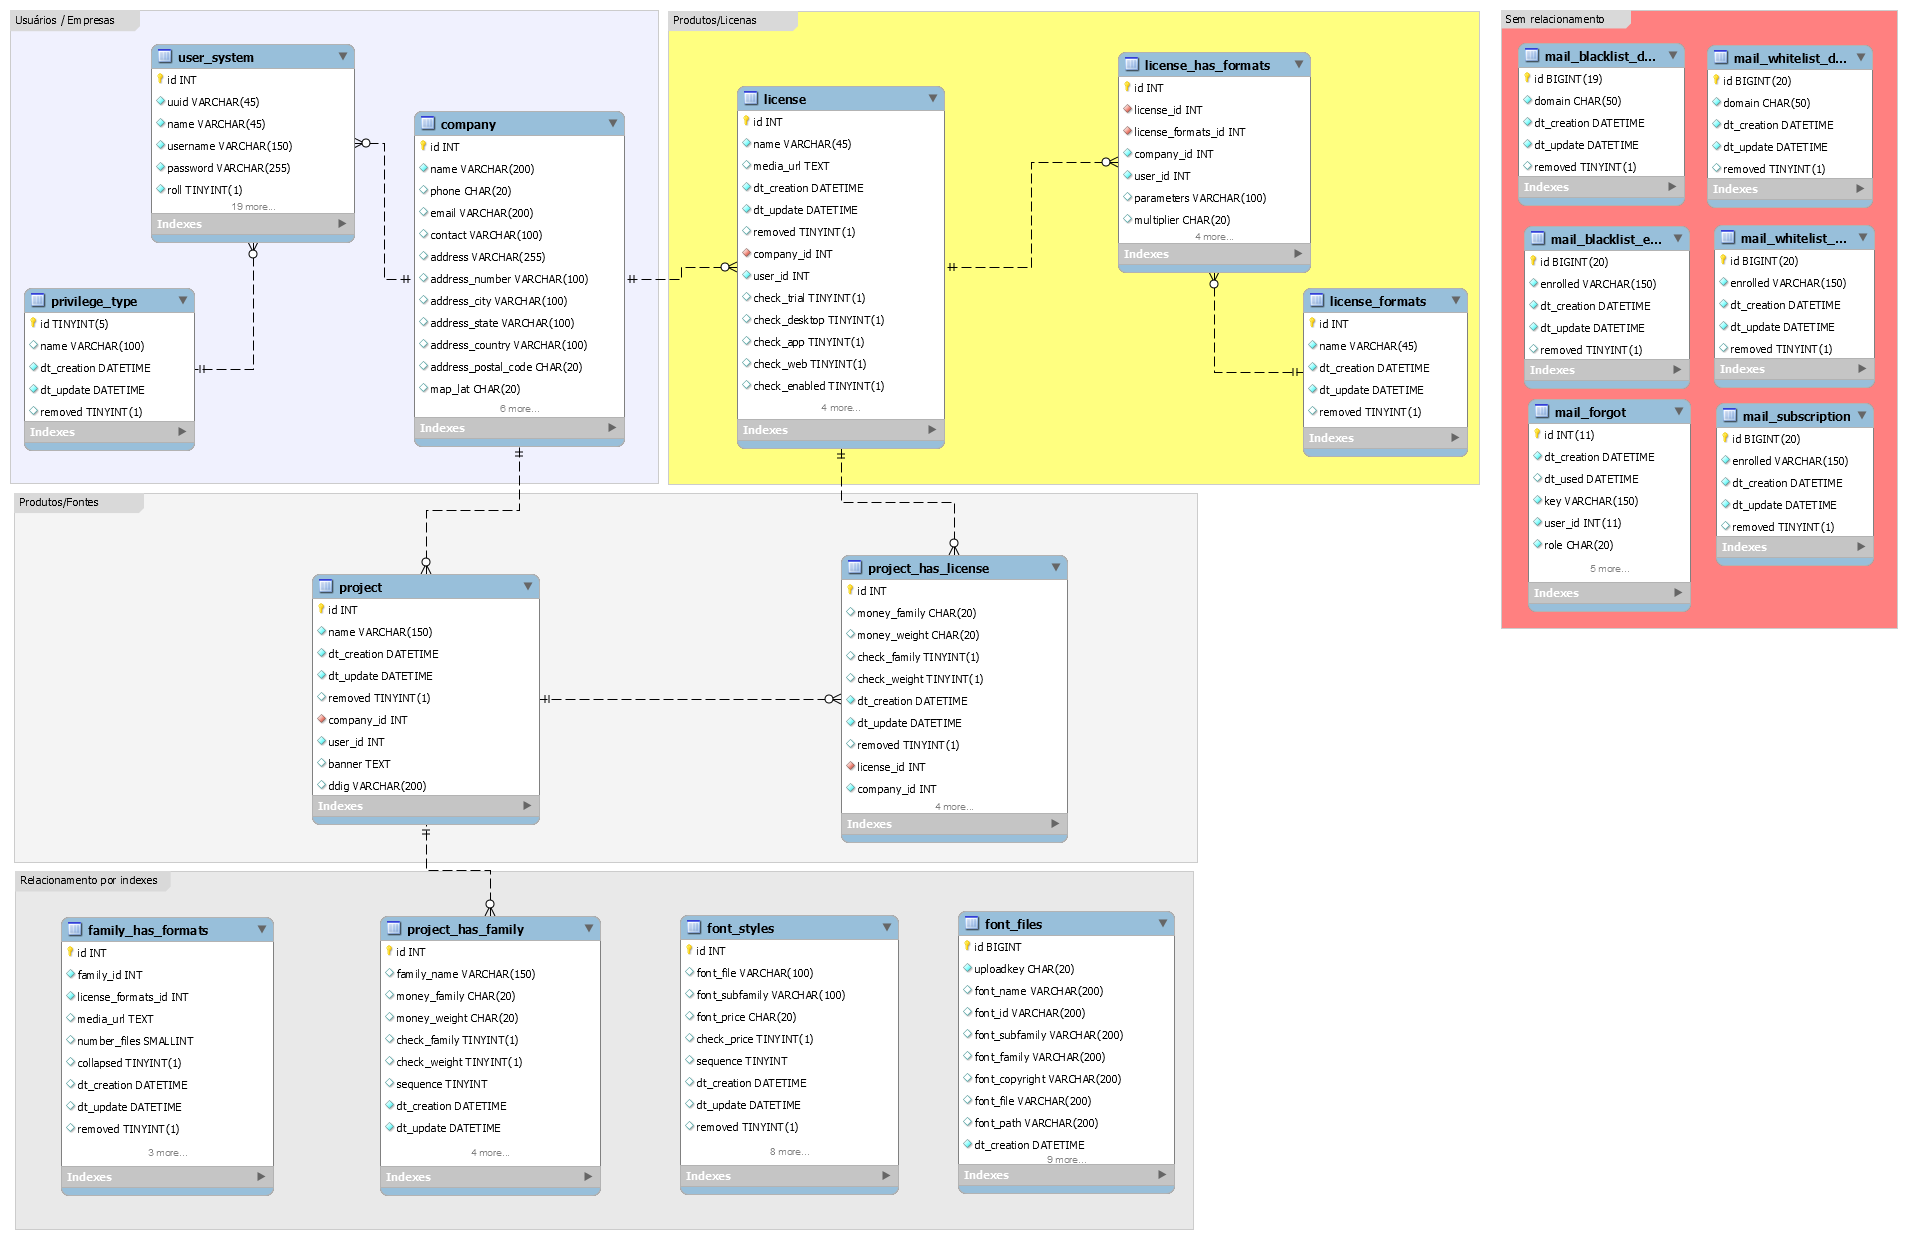 Usuários / Empresas
user_system
id INT
uuid VARCHAR(45)
name VARCHAR(45)
username VARCHAR(150)
password VARCHAR(255)
roll TINYINT(1)
19 more...
Indexes
privilege_type
id TINYINT(5)
name VARCHAR(100)
dt_creation DATETIME
dt_update DATETIME
removed TINYINT(1)
Indexes
company
id INT
name VARCHAR(200)
phone CHAR(20)
email VARCHAR(200)
contact VARCHAR(100)
address VARCHAR(255)
address_number VARCHAR(100)
address_city VARCHAR(100)
address_state VARCHAR(100)
address_country VARCHAR(100)
address_postal_code CHAR(20)
map_lat CHAR(20)
6 more...
Indexes
Produtos/Licenas
license
id INT
name VARCHAR(45)
media_url TEXT
dt_creation DATETIME
dt_update DATETIME
removed TINYINT(1)
company_id INT
user_id INT
check_trial TINYINT(1)
check_desktop TINYINT(1)
check_app TINYINT(1)
check_web TINYINT(1)
check_enabled TINYINT(1)
4 more...
Indexes
license_has_formats
id INT
license_id INT
license_formats_id INT
company_id INT
user_id INT
parameters VARCHAR(100)
multiplier CHAR(20)
4 more...
Indexes
license_formats
id INT
name VARCHAR(45)
dt_creation DATETIME
dt_update DATETIME
removed TINYINT(1)
Indexes
Sem relacionamento
mail_blacklist_d...
id BIGINT(19)
domain CHAR(50)
dt_creation DATETIME
dt_update DATETIME
removed TINYINT(1)
Indexes
mail_whitelist_d...
id BIGINT(20)
domain CHAR(50)
dt_creation DATETIME
dt_update DATETIME
removed TINYINT(1)
Indexes
mail_blacklist_e...
id BIGINT(20)
enrolled VARCHAR(150)
dt_creation DATETIME
dt_update DATETIME
removed TINYINT(1)
Indexes
mail_whitelist_...
id BIGINT(20)
enrolled VARCHAR(150)
dt_creation DATETIME
dt_update DATETIME
removed TINYINT(1)
Indexes
mail_forgot
id INT(11)
dt_creation DATETIME
dt_used DATETIME
key VARCHAR(150)
user_id INT(11)
role CHAR(20)
5 more...
Indexes
mail_subscription
id BIGINT(20)
enrolled VARCHAR(150)
dt_creation DATETIME
dt_update DATETIME
removed TINYINT(1)
Indexes
Produtos/Fontes
project
id INT
name VARCHAR(150)
dt_creation DATETIME
dt_update DATETIME
removed TINYINT(1)
company_id INT
user_id INT
banner TEXT
ddig VARCHAR(200)
Indexes
project_has_license
id INT
money_family CHAR(20)
money_weight CHAR(20)
check_family TINYINT(1)
check_weight TINYINT(1)
dt_creation DATETIME
dt_update DATETIME
removed TINYINT(1)
license_id INT
company_id INT
4 more...
Indexes
Relacionamento por indexes
family_has_formats
id INT
family_id INT
license_formats_id INT
media_url TEXT
number_files SMALLINT
collapsed TINYINT(1)
dt_creation DATETIME
dt_update DATETIME
removed TINYINT(1)
3 more...
Indexes
project_has_family
id INT
family_name VARCHAR(150)
money_family CHAR(20)
money_weight CHAR(20)
check_family TINYINT(1)
check_weight TINYINT(1)
sequence TINYINT
dt_creation DATETIME
dt_update DATETIME
4 more...
Indexes
font_styles
id INT
font_file VARCHAR(100)
font_subfamily VARCHAR(100)
font_price CHAR(20)
check_price TINYINT(1)
sequence TINYINT
dt_creation DATETIME
dt_update DATETIME
removed TINYINT(1)
8 more...
Indexes
font_files
id BIGINT
uploadkey CHAR(20)
font_name VARCHAR(200)
font_id VARCHAR(200)
font_subfamily VARCHAR(200)
font_family VARCHAR(200)
font_copyright VARCHAR(200)
font_file VARCHAR(200)
font_path VARCHAR(200)
dt_creation DATETIME
9 more...
Indexes